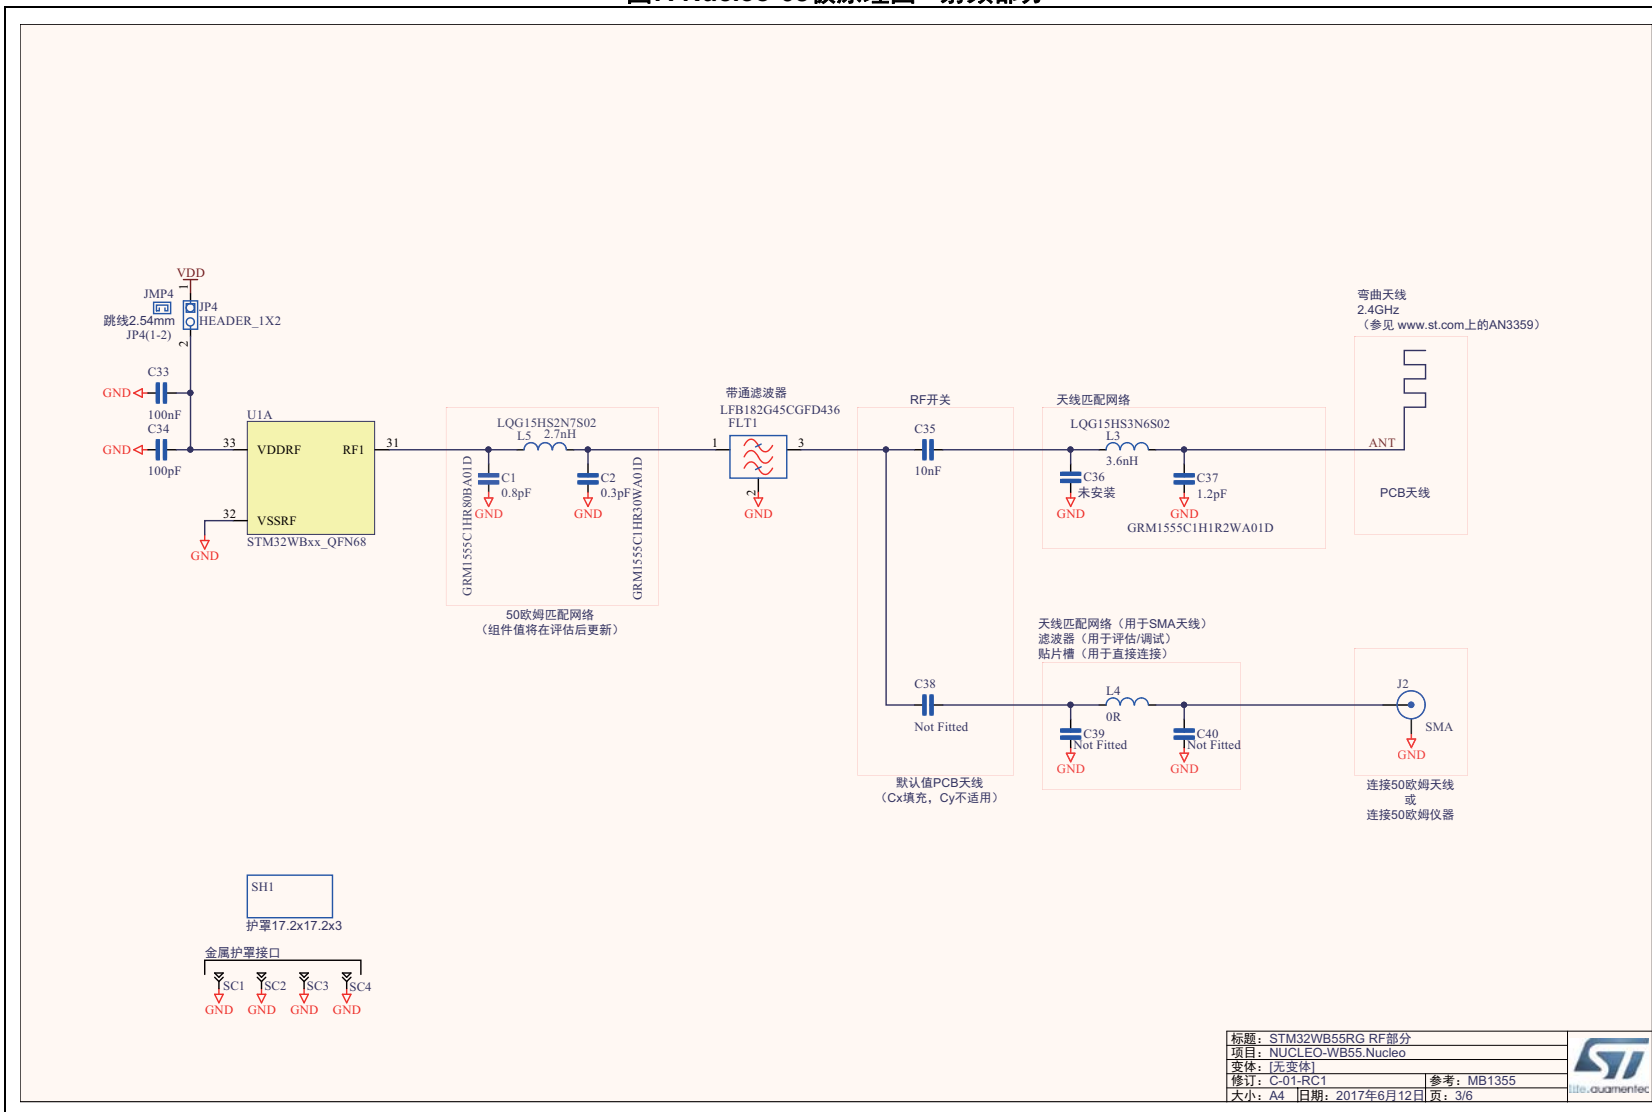 VDD
1
JMP4
JP4
跳线2.54mm
HEADER_1X2
JP4(1-2)
2
C33
GND
100nF
C34
GND
100pF
U1A
33
VDDRF
RF1
31
32
VSSRF
GND
STM32WBxx_QFN68
LQG15HS2N7S02
L5
2.7nH
GRM1555C1HR80BA01D
C1
0.8pF
GND
C2
0.3pF
GND
GRM1555C1HR30WA01D
50欧姆匹配网络
（组件值将在评估后更新）
带通滤波器
LFB182G45CGFD436
FLT1
1
3
2
GND
RF开关
C35
10nF
C38
Not Fitted
默认值PCB天线
（Cx填充，Cy不适用）
天线匹配网络
LQG15HS3N6S02
L3
3.6nH
C36
未安装
GND
C37
1.2pF
GND
GRM1555C1H1R2WA01D
弯曲天线
2.4GHz
（参见 www.st.com上的AN3359）
ANT
PCB天线
天线匹配网络（用于SMA天线）
滤波器（用于评估/调试）
贴片槽（用于直接连接）
L4
0R
C39
Not Fitted
GND
C40
Not Fitted
GND
J2
SMA
GND
连接50欧姆天线
或
连接50欧姆仪器
SH1
护罩17.2x17.2x3
金属护罩接口
SC1 SC2 SC3 SC4
GND GND GND GND
标题：STM32WB55RG RF部分
项目：NUCLEO-WB55.Nucleo
变体：[无变体]
修订：C-01-RC1 参考：MB1355
大小：A4 日期：2017年6月12日 页：3/6
ST
life.augmented